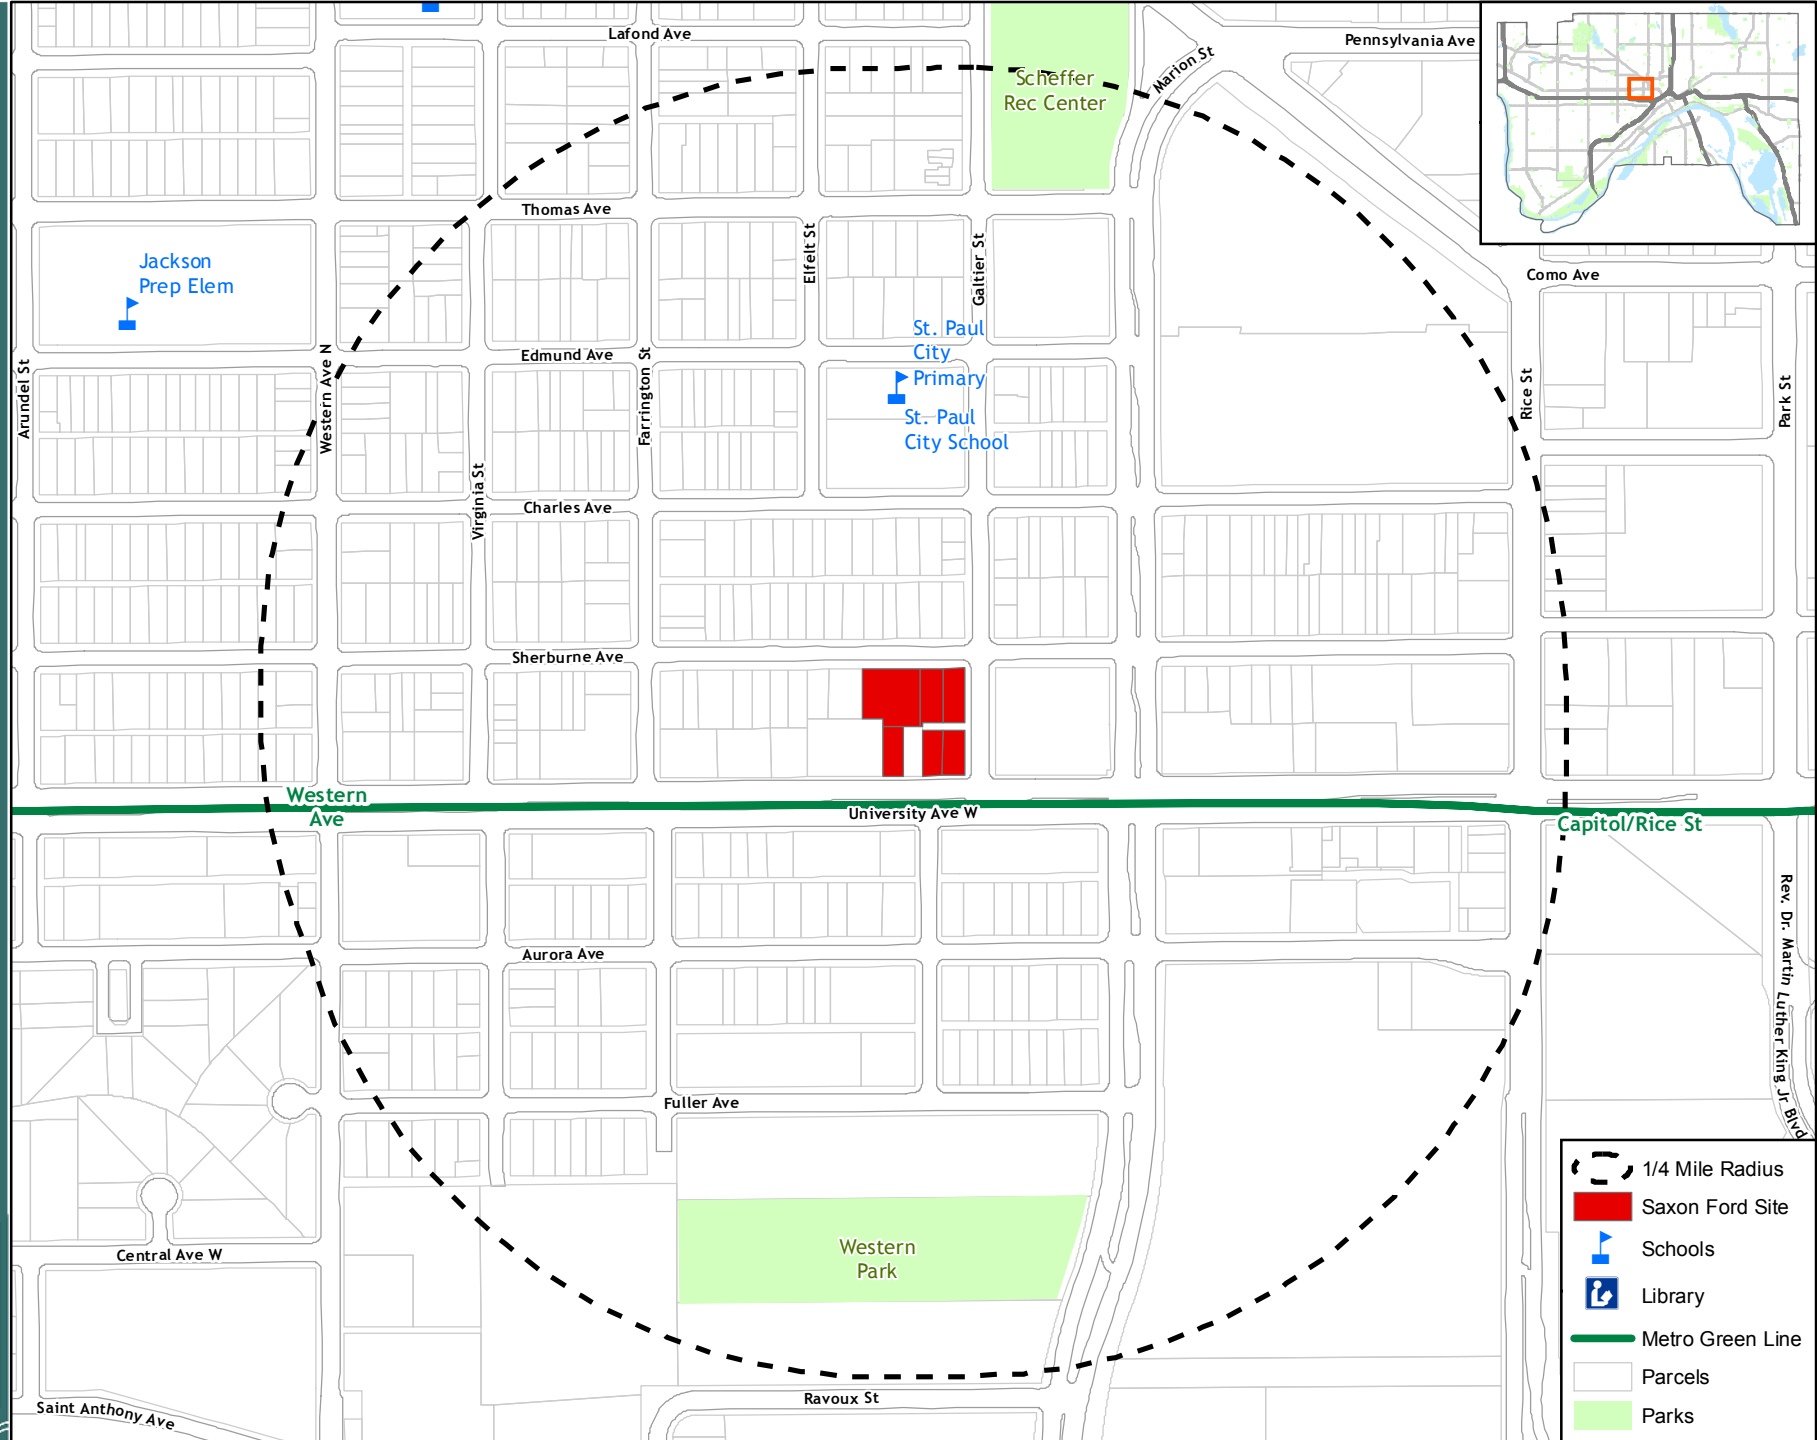 Lafond Ave
Pennsylvania Ave
Marion St
Scheffer
Rec Center
Thomas Ave
Elfelt St
Galtier St
Jackson
Prep Elem
Como Ave
St. Paul
City
Primary
St. Paul
City School
Edmund Ave
Arundel St
Western Ave N
Farrington St
Rice St
Park St
Virginia St
Charles Ave
Sherburne Ave
Western
Ave
University Ave W
Capitol/Rice St
Rev. Dr. Martin Luther King Jr Blvd
Aurora Ave
Fuller Ave
Western
Park
Central Ave W
Saint Anthony Ave
Ravoux St
1/4 Mile Radius
Saxon Ford Site
Schools
Library
Metro Green Line
Parcels
Parks